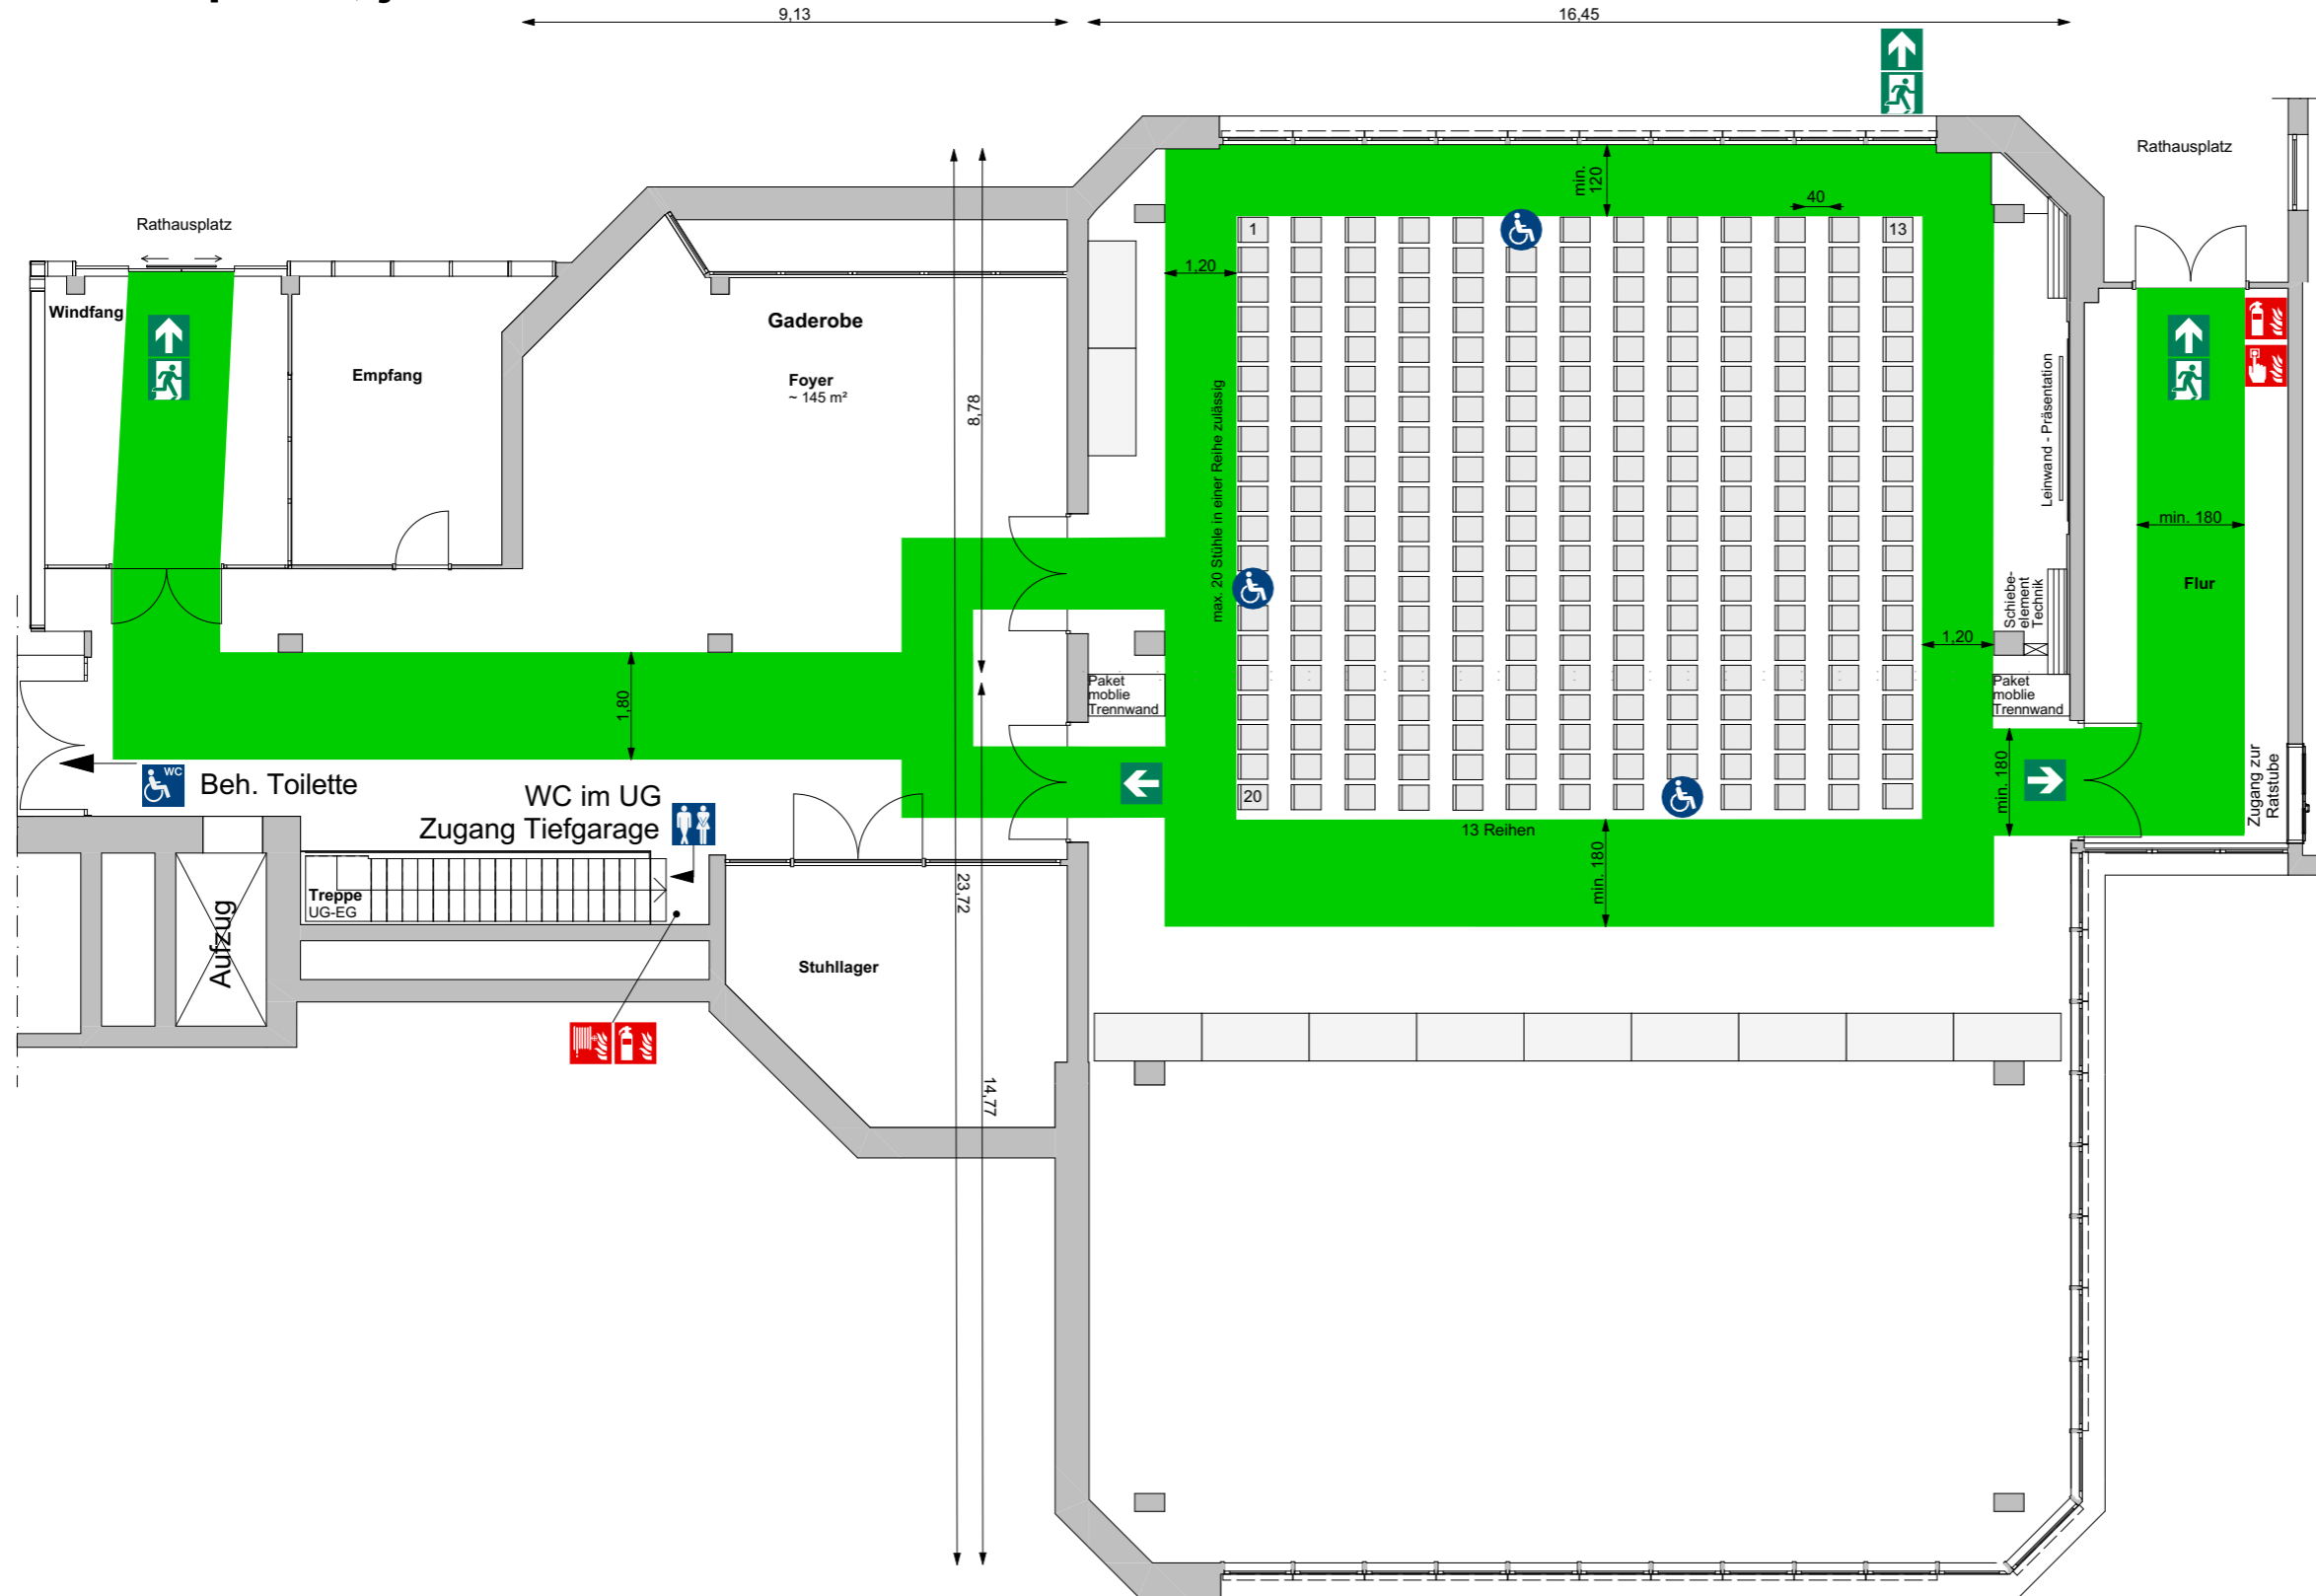 9,13
16,45
Rathausplatz
Rathausplatz
min.
120
40
1
13
1,20
Windfang
Gaderobe
Empfang
Foyer
~ 145 m²
8,78
max. 20 Stühle in einer Reihe zulässig
Leinwand - Präsentation
min. 180
Flur
Schiebe-
element
Technik
1,20
Paket
moblie
Trennwand
Paket
moblie
Trennwand
1,80
WC
Beh. Toilette
WC im UG
Zugang Tiefgarage
20
13 Reihen
min. 180
min. 180
Zugang zur
Ratstube
Treppe
UG-EG
Aufzug
23,72
Stuhllager
14,77